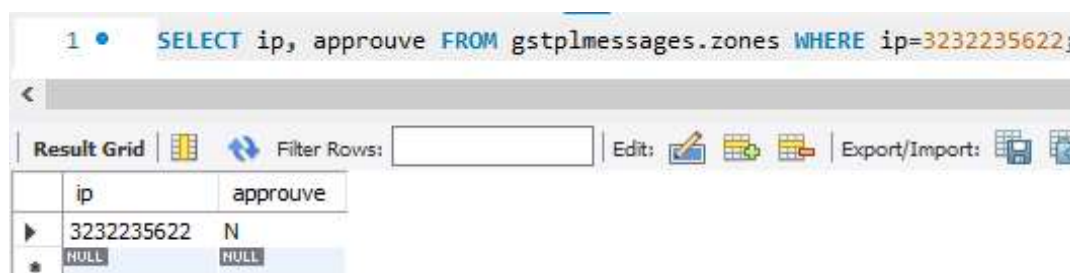 1 SELECT ip, approuve FROM gstplmessages.zones WHERE ip=3232235622;
Result Grid Filter Rows: Edit: Export/Import:
ip approuve
3232235622 N
NULL NULL